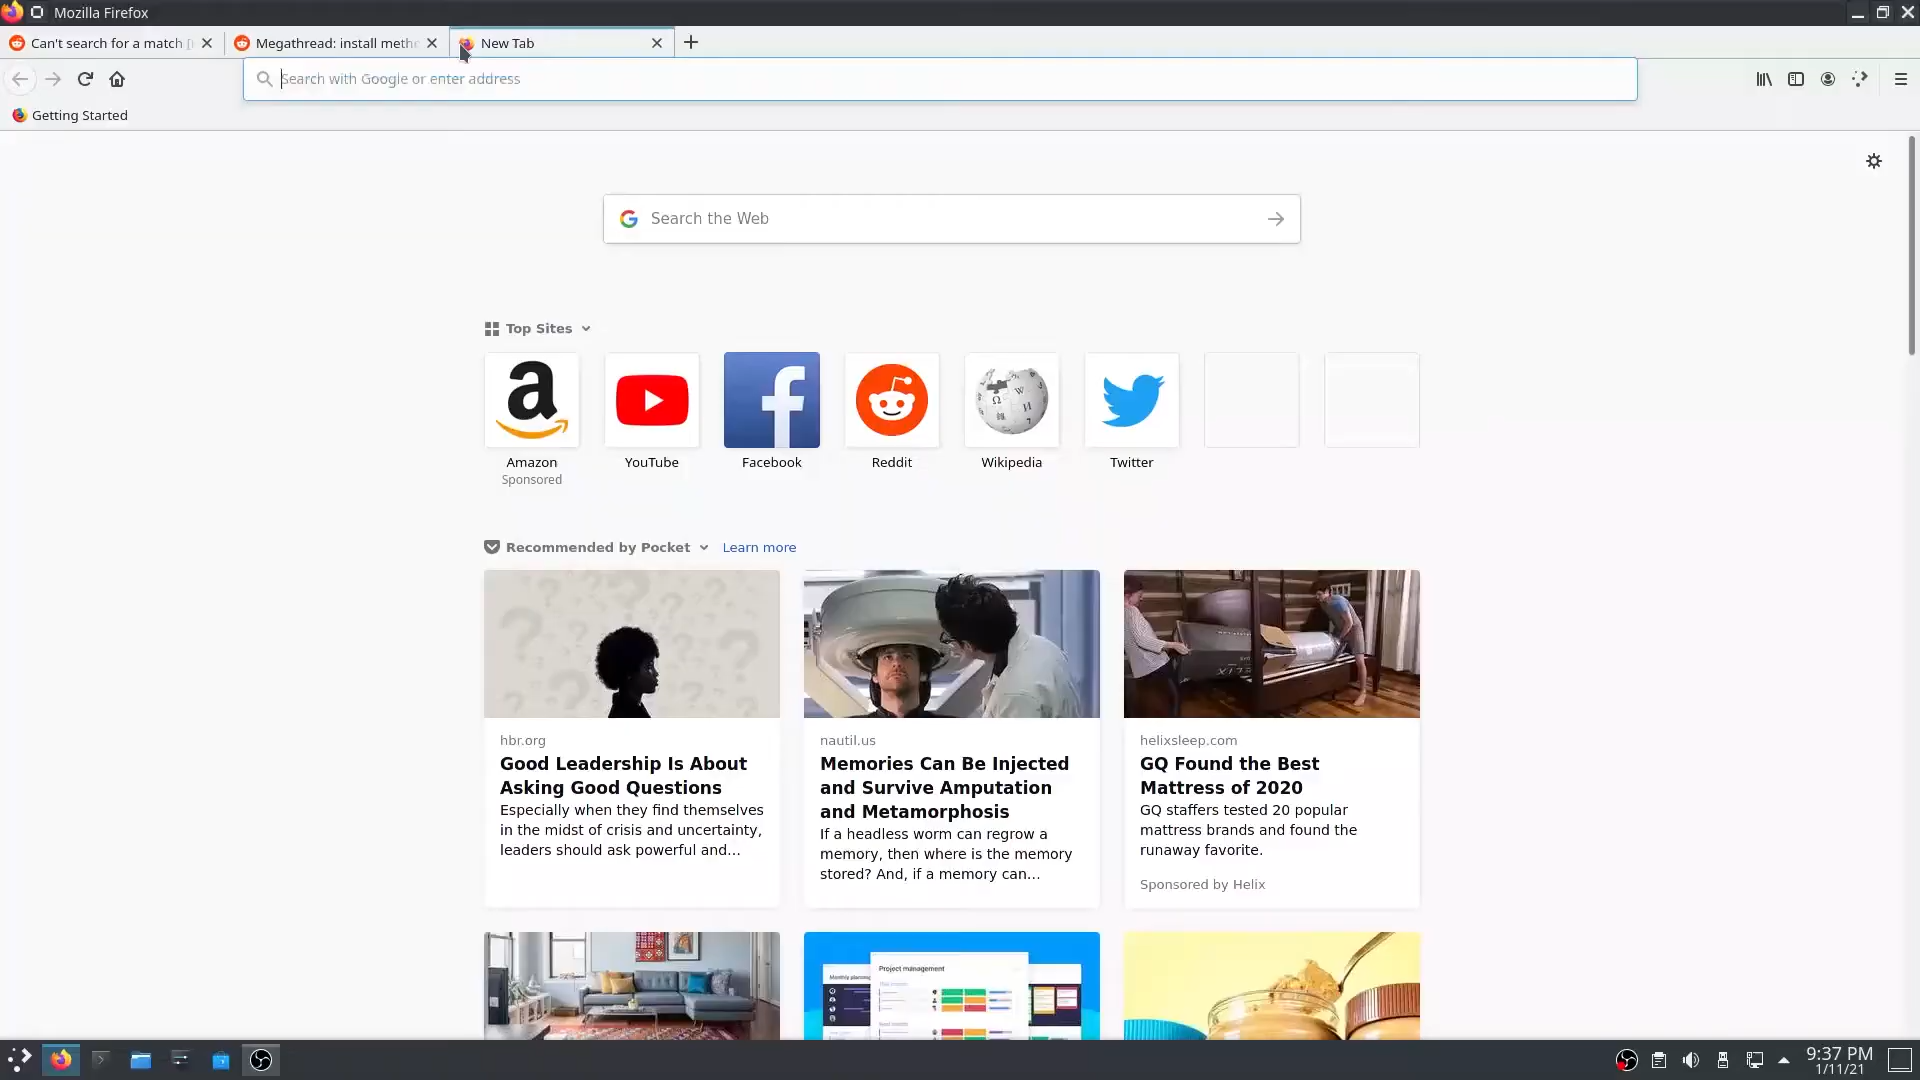 Mozilla Firefox
Can't search for a match [
Megathread: install meth
New Tab
Search with Google or enter address
Getting Started
Search the Web
Top Sites
Amazon
Sponsored
YouTube
Facebook
Reddit
Wikipedia
Twitter
Recommended by Pocket
Learn more
hbr.org
Good Leadership Is About
Asking Good Questions
Especially when they find themselves
in the midst of crisis and uncertainty,
leaders should ask powerful and...
nautil.us
Memories Can Be Injected
and Survive Amputation
and Metamorphosis
If a headless worm can regrow a
memory, then where is the memory
stored? And, if a memory can...
helixsleep.com
GQ Found the Best
Mattress of 2020
GQ staffers tested 20 popular
mattress brands and found the
runaway favorite.
Sponsored by Helix
Monthly planning
Project management
9:37 PM
1/11/21